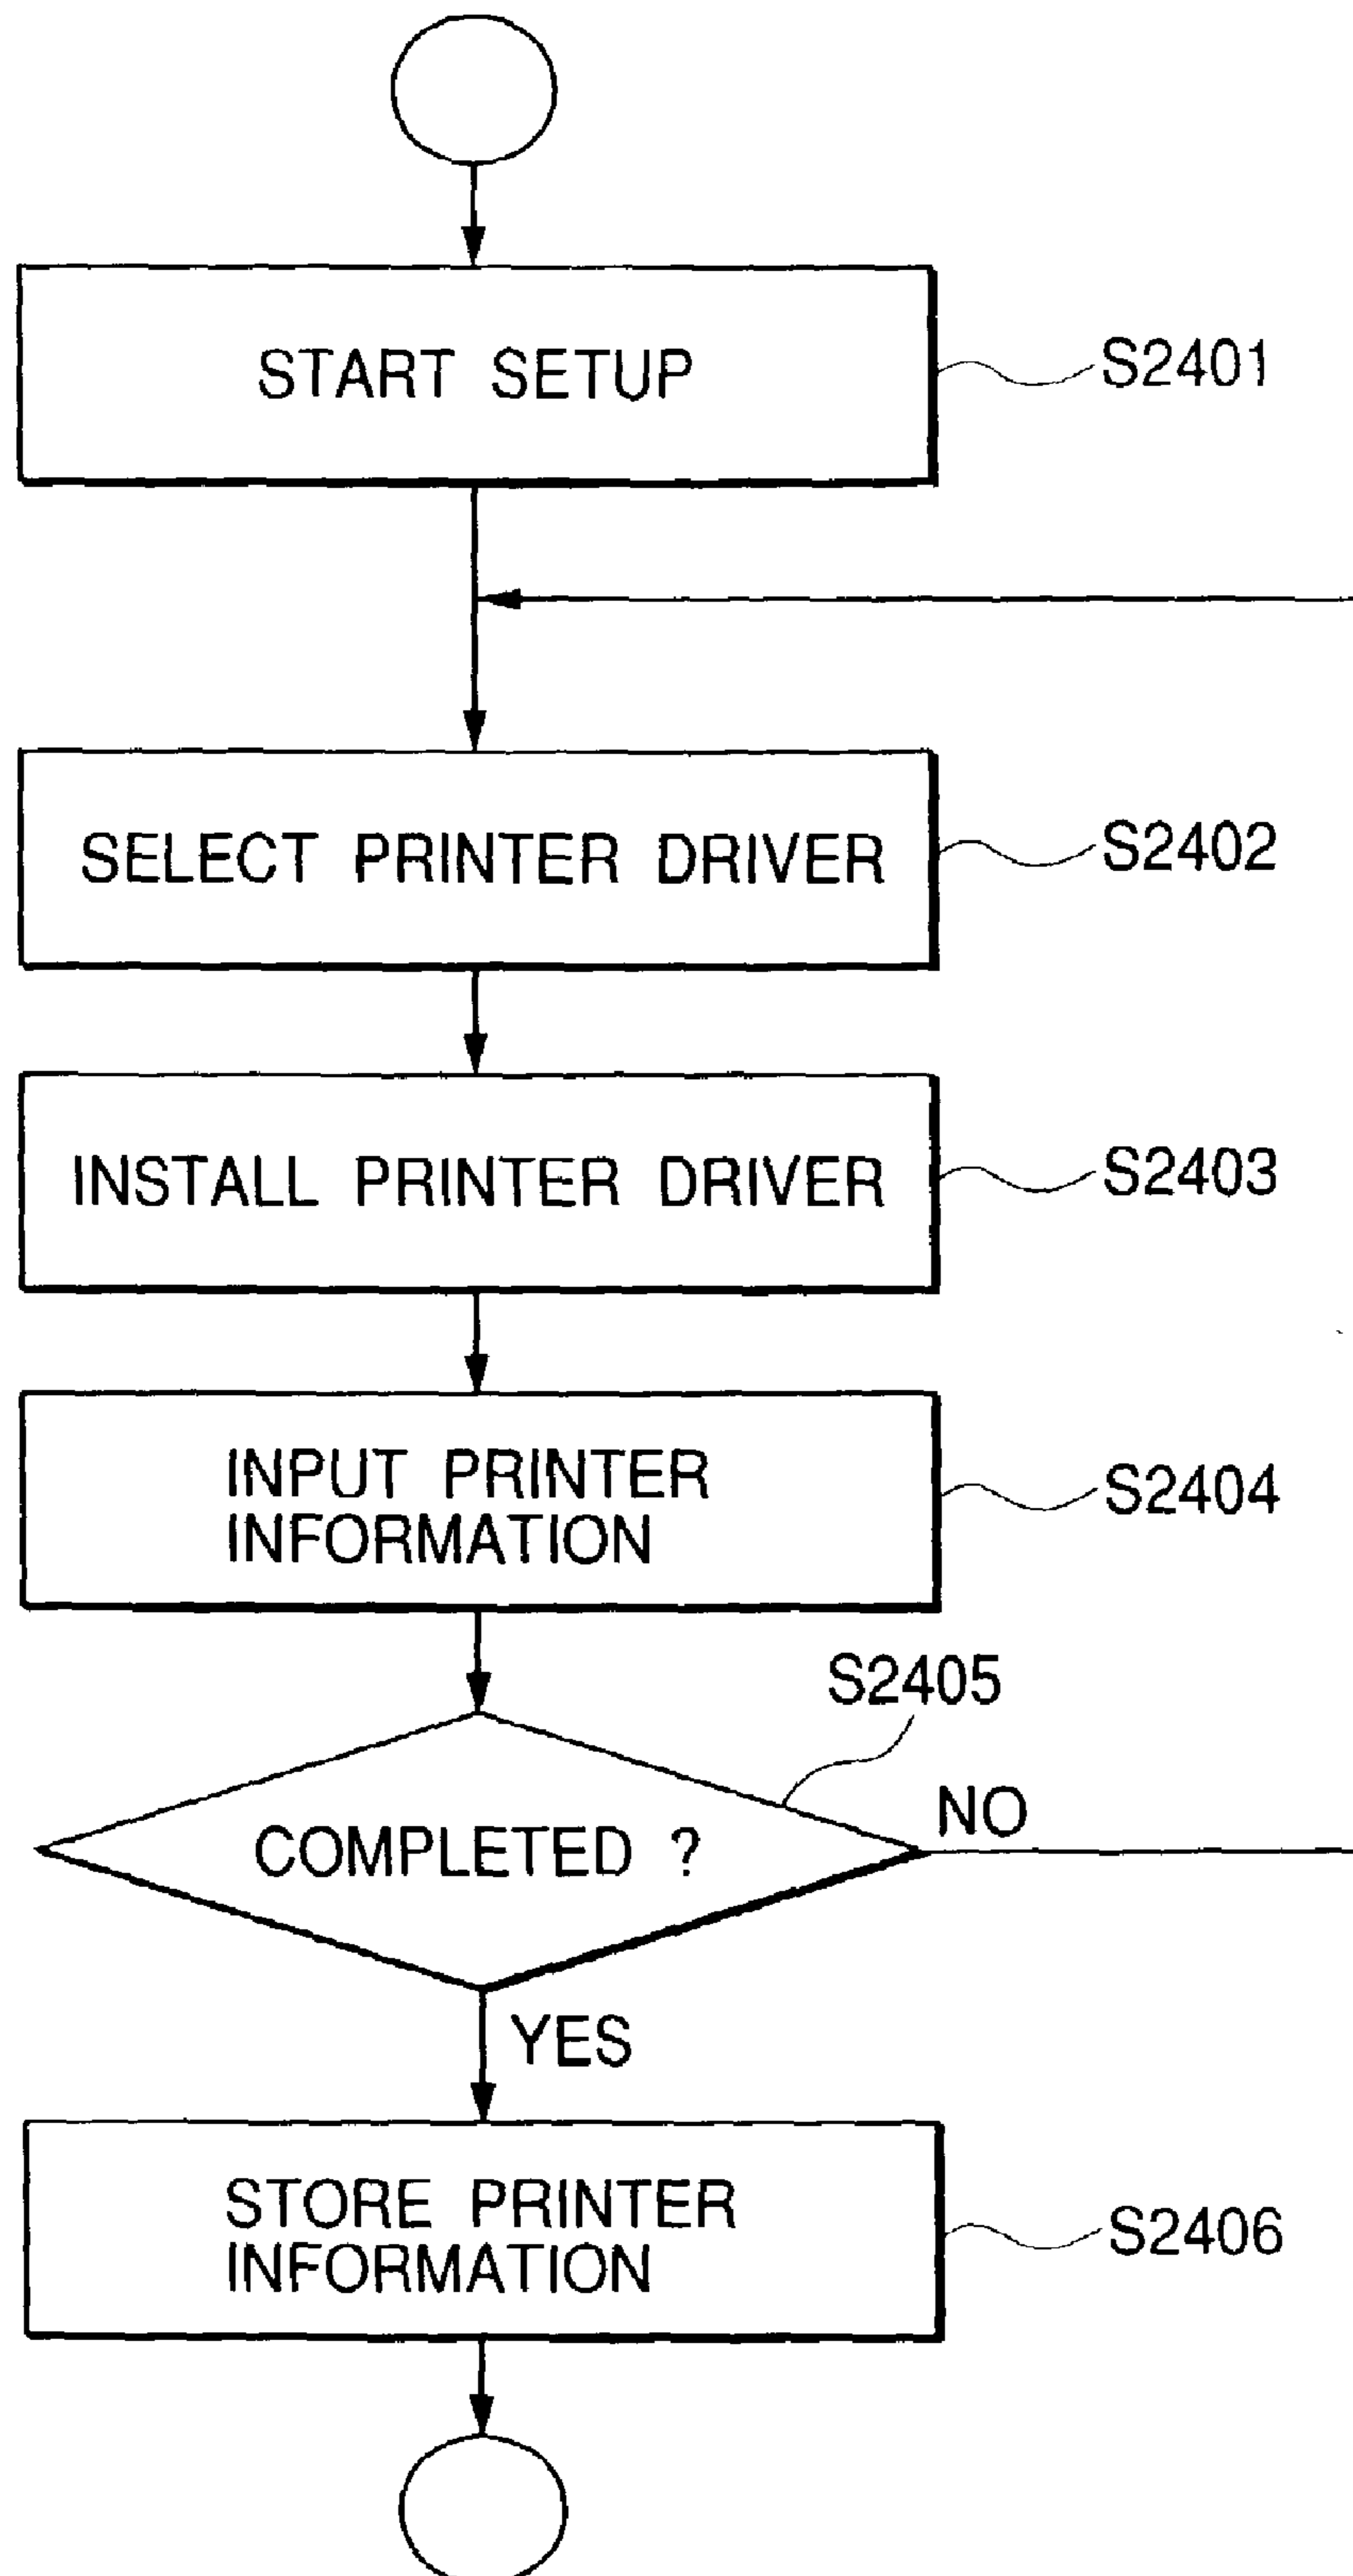 START SETUP
S2401
SELECT PRINTER DRIVER
S2402
INSTALL PRINTER DRIVER
S2403
INPUT PRINTER
INFORMATION
S2404
S2405
COMPLETED ?
NO
YES
STORE PRINTER
INFORMATION
S2406